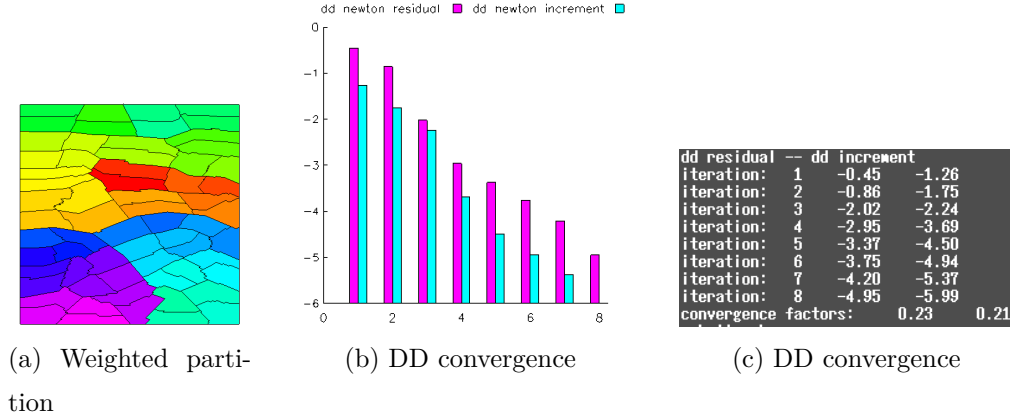 dd newton residual dd newton increment
0
-1
-2
-3
-4
-5
-6
0 2 4 6 8
dd residual -- dd increment
iteration: 1 -0.45 -1.26
iteration: 2 -0.86 -1.75
iteration: 3 -2.02 -2.24
iteration: 4 -2.95 -3.69
iteration: 5 -3.37 -4.50
iteration: 6 -3.75 -4.94
iteration: 7 -4.20 -5.37
iteration: 8 -4.95 -5.99
convergence factors: 0.23 0.21
(a) Weighted parti-
tion
(b) DD convergence
(c) DD convergence